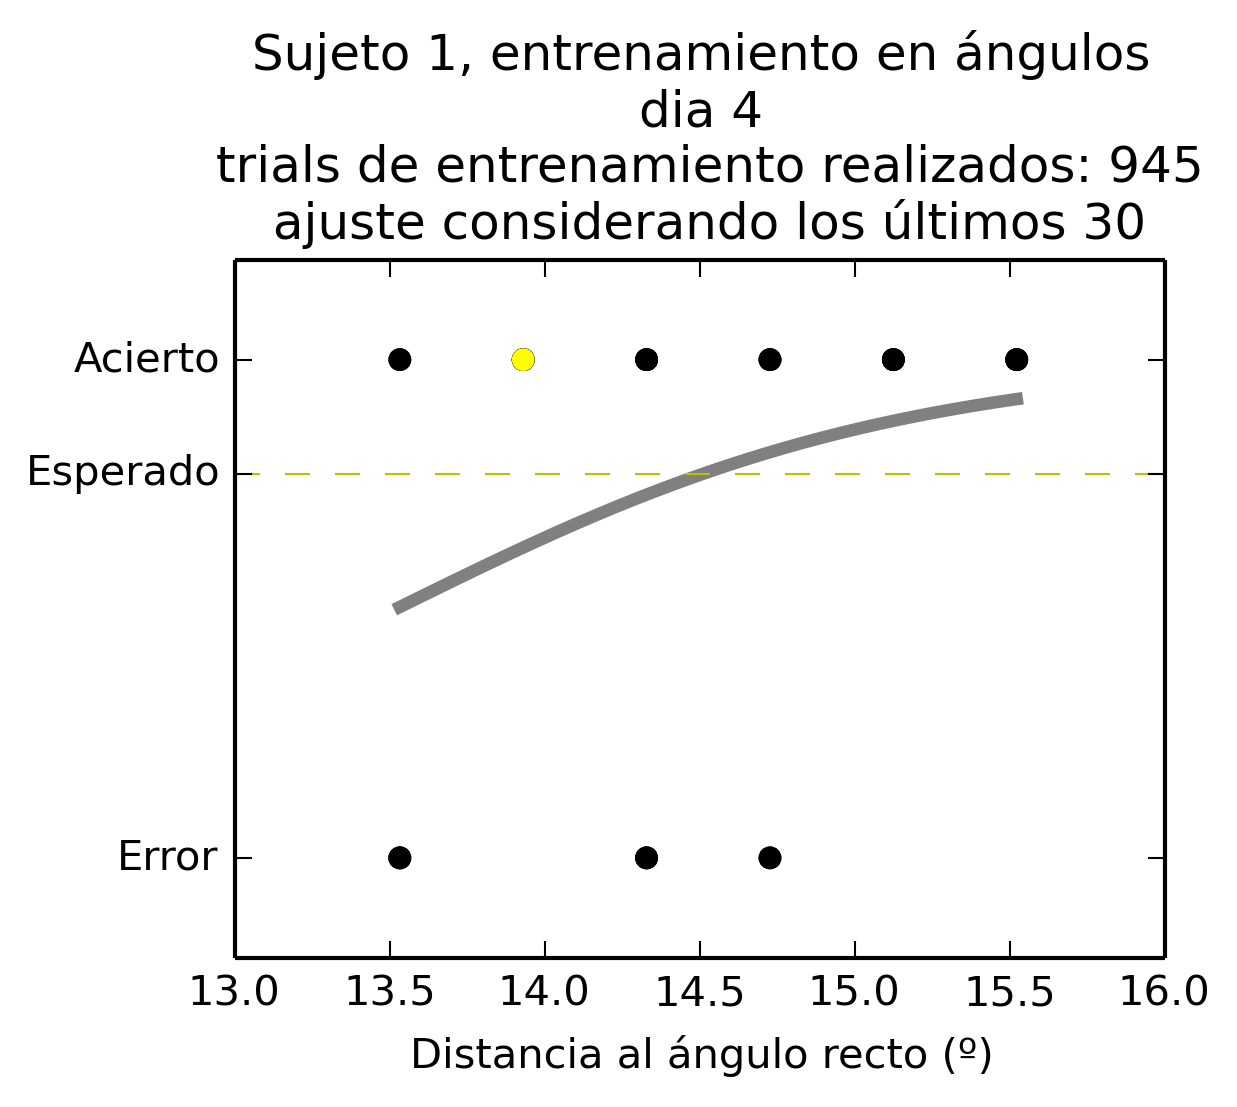 Sujeto 1, entrenamiento en ángulos
dia 4
trials de entrenamiento realizados: 945
ajuste considerando los últimos 30
Acierto
Esperado
Error
13.0 13.5 14.0 14.5 15.0 15.5 16.0
Distancia al ángulo recto (º)